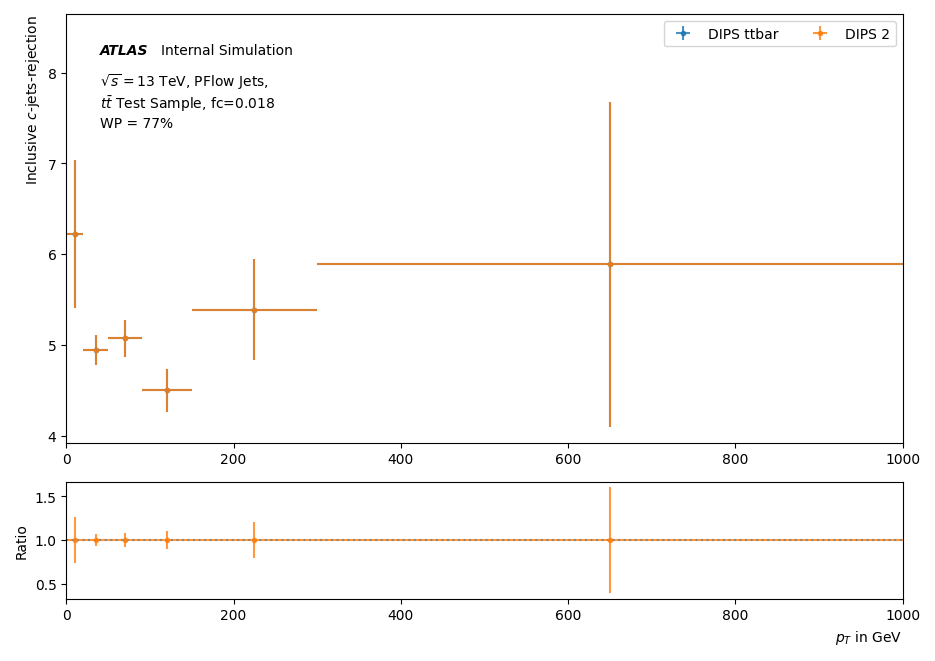 Inclusive c-jets-rejection
ATLAS Internal Simulation
√s = 13 TeV, PFlow Jets,
tt̄ Test Sample, fc=0.018
WP = 77%
DIPS ttbar
DIPS 2
8
7
6
5
4
0 200 400 600 800 1000
Ratio
1.5
1.0
0.5
0 200 400 600 800 1000
pT in GeV